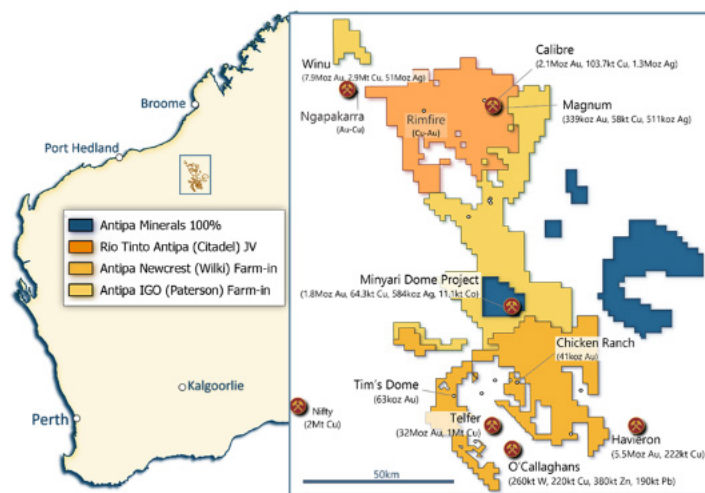 Broome
Port Hedland
Antipa Minerals 100%
Rio Tinto Antipa (Citadel) JV
Antipa Newcrest (Wilki) Farm-in
Antipa IGO (Paterson) Farm-in
Kalgoorlie
Perth
Winu
(7.9Moz Au, 2.9Mt Cu, 51Moz Ag)
Ngapakarra
(Au-Cu)
Rimfire
(Cu-Au)
Calibre
(2.1Moz Au, 103.7kt Cu, 1.3Moz Ag)
Magnum
(339koz Au, 58kt Cu, 511koz Ag)
Minyari Dome Project
(1.8Moz Au, 64.3kt Cu, 584koz Ag, 11.1kt Co)
Chicken Ranch
(41koz Au)
Tim's Dome
(63koz Au)
Nifty
(2Mt Cu)
Telfer
(32Moz Au, 1Mt Cu)
Havieron
(5.5Moz Au, 222kt Cu)
O'Callaghans
(260kt W, 220kt Cu, 380kt Zn, 190kt Pb)
50km